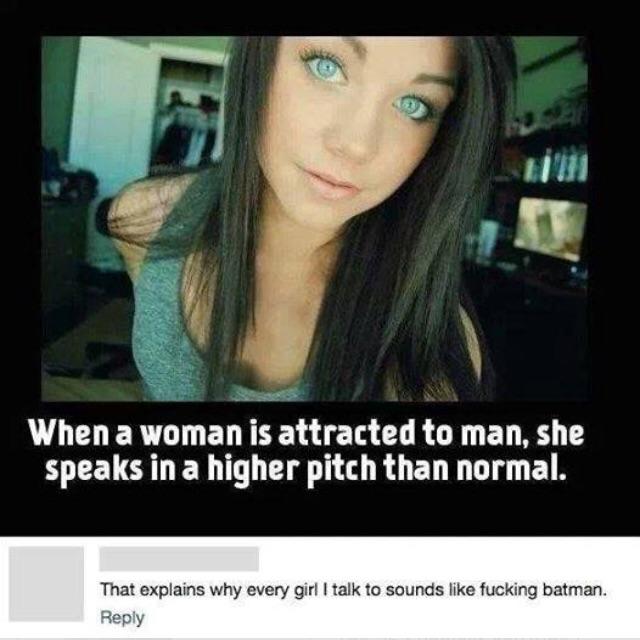 When a woman is attracted to man, she
speaks in a higher pitch than normal.
That explains why every girl I talk to sounds like fucking batman.
Reply